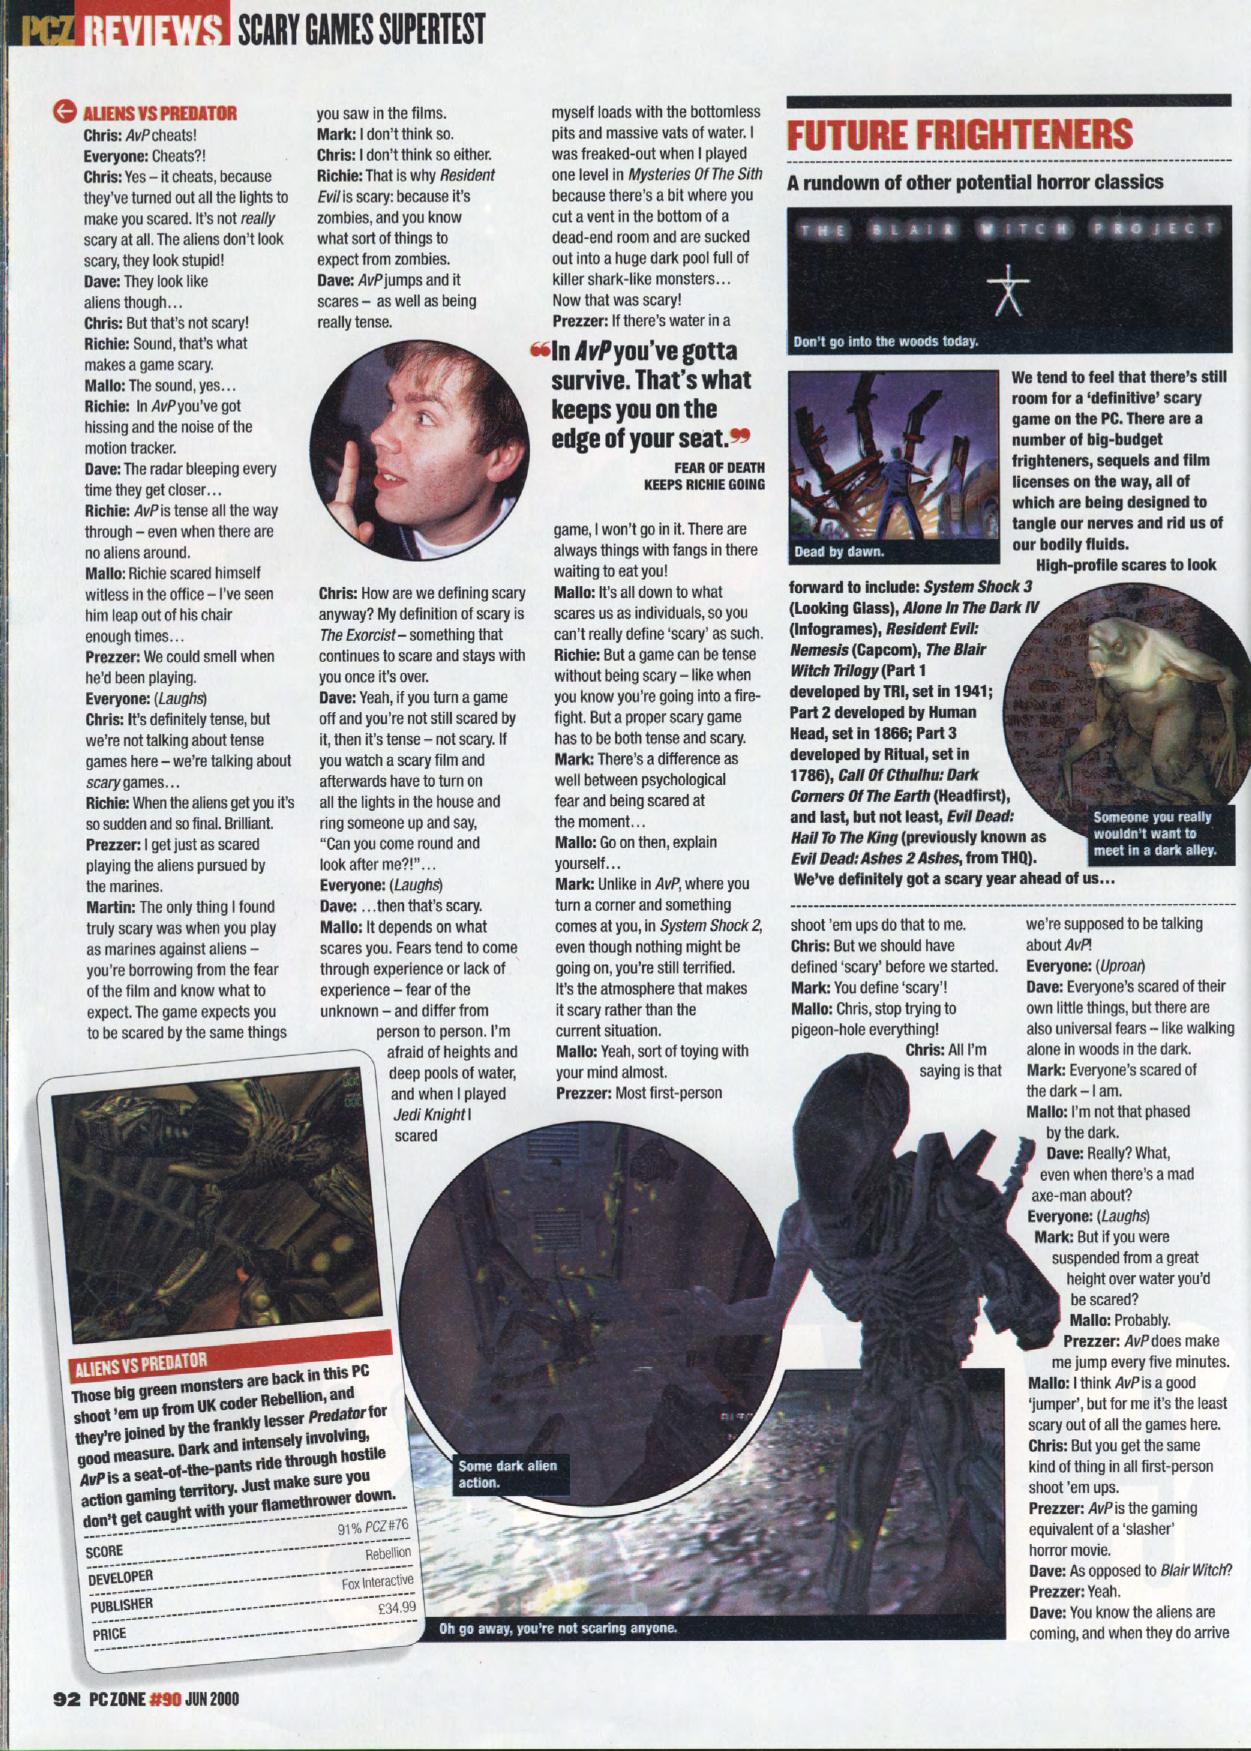 PCZ REVIEWS SCARY GAMES SUPERTEST
ALIENS VS PREDATOR
Chris: AvP cheats!
Everyone: Cheats?!
Chris: Yes – it cheats, because
they've turned out all the lights to
make you scared. It's not really
scary at all. The aliens don't look
scary, they look stupid!
Dave: They look like
aliens though...
Chris: But that's not scary!
Richie: Sound, that's what
makes a game scary.
Mallo: The sound, yes...
Richie: In AvP you've got
hissing and the noise of the
motion tracker.
Dave: The radar bleeping every
time they get closer...
Richie: AvP is tense all the way
through – even when there are
no aliens around.
Mallo: Richie scared himself
witless in the office – I've seen
him leap out of his chair
enough times...
Prezzer: We could smell when
he'd been playing.
Everyone: (Laughs)
Chris: It's definitely tense, but
we're not talking about tense
games here – we're talking about
scary games...
Richie: When the aliens get you it's
so sudden and so final. Brilliant.
Prezzer: I get just as scared
playing the aliens pursued by
the marines.
Martin: The only thing I found
truly scary was when you play
as marines against aliens –
you're borrowing from the fear
of the film and know what to
expect. The game expects you
to be scared by the same things
you saw in the films.
Mark: I don't think so.
Chris: I don't think so either.
Richie: That is why Resident
Evil is scary: because it's
zombies, and you know
what sort of things to
expect from zombies.
Dave: AvP jumps and it
scares – as well as being
really tense.
Chris: How are we defining scary
anyway? My definition of scary is
The Exorcist – something that
continues to scare and stays with
you once it's over.
Dave: Yeah, if you turn a game
off and you're not still scared by
it, then it's tense – not scary. If
you watch a scary film and
afterwards have to turn on
all the lights in the house and
ring someone up and say,
"Can you come round and
look after me?!"...
Everyone: (Laughs)
Dave: ...then that's scary.
Mallo: It depends on what
scares you. Fears tend to come
through experience or lack of
experience – fear of the
unknown – and differ from
person to person. I'm
afraid of heights and
deep pools of water,
and when I played
Jedi Knight I
scared
myself loads with the bottomless
pits and massive vats of water. I
was freaked-out when I played
one level in Mysteries Of The Sith
because there's a bit where you
cut a vent in the bottom of a
dead-end room and are sucked
out into a huge dark pool full of
killer shark-like monsters...
Now that was scary!
Prezzer: If there's water in a
“In AvP you've gotta
survive. That's what
keeps you on the
edge of your seat.”
FEAR OF DEATH
KEEPS RICHIE GOING
game, I won't go in it. There are
always things with fangs in there
waiting to eat you!
Mallo: It's all down to what
scares us as individuals, so you
can't really define 'scary' as such.
Richie: But a game can be tense
without being scary – like when
you know you're going into a fire-
fight. But a proper scary game
has to be both tense and scary.
Mark: There's a difference as
well between psychological
fear and being scared at
the moment...
Mallo: Go on then, explain
yourself...
Mark: Unlike in AvP, where you
turn a corner and something
comes at you, in System Shock 2,
even though nothing might be
going on, you're still terrified.
It's the atmosphere that makes
it scary rather than the
current situation.
Mallo: Yeah, sort of toying with
your mind almost.
Prezzer: Most first-person
FUTURE FRIGHTENERS
A rundown of other potential horror classics
THE BLAIR WITCH PROJECT
Don't go into the woods today.
Dead by dawn.
We tend to feel that there's still
room for a 'definitive' scary
game on the PC. There are a
number of big-budget
frighteners, sequels and film
licenses on the way, all of
which are being designed to
tangle our nerves and rid us of
our bodily fluids.
High-profile scares to look
forward to include: System Shock 3
(Looking Glass), Alone In The Dark IV
(Infogrames), Resident Evil:
Nemesis (Capcom), The Blair
Witch Trilogy (Part 1
developed by TRI, set in 1941;
Part 2 developed by Human
Head, set in 1866; Part 3
developed by Ritual, set in
1786), Call Of Cthulhu: Dark
Corners Of The Earth (Headfirst),
and last, but not least, Evil Dead:
Hail To The King (previously known as
Evil Dead: Ashes 2 Ashes, from THQ).
We've definitely got a scary year ahead of us...
Someone you really
wouldn't want to
meet in a dark alley.
shoot 'em ups do that to me.
Chris: But we should have
defined 'scary' before we started.
Mark: You define 'scary'!
Mallo: Chris, stop trying to
pigeon-hole everything!
Chris: All I'm
saying is that
we're supposed to be talking
about AvP!
Everyone: (Uproar)
Dave: Everyone's scared of their
own little things, but there are
also universal fears – like walking
alone in woods in the dark.
Mark: Everyone's scared of
the dark – I am.
Mallo: I'm not that phased
by the dark.
Dave: Really? What,
even when there's a mad
axe-man about?
Everyone: (Laughs)
Mark: But if you were
suspended from a great
height over water you'd
be scared?
Mallo: Probably.
Prezzer: AvP does make
me jump every five minutes.
Mallo: I think AvP is a good
'jumper', but for me it's the least
scary out of all the games here.
Chris: But you get the same
kind of thing in all first-person
shoot 'em ups.
Prezzer: AvP is the gaming
equivalent of a 'slasher'
horror movie.
Dave: As opposed to Blair Witch?
Prezzer: Yeah.
Dave: You know the aliens are
coming, and when they do arrive
ALIENS VS PREDATOR
Those big green monsters are back in this PC
shoot 'em up from UK coder Rebellion, and
they're joined by the frankly lesser Predator for
good measure. Dark and intensely involving,
AvP is a seat-of-the-pants ride through hostile
action gaming territory. Just make sure you
don't get caught with your flamethrower down.
SCORE 91% PCZ #76
DEVELOPER Rebellion
PUBLISHER Fox Interactive
PRICE £34.99
Some dark alien
action.
Oh go away, you're not scaring anyone.
92 PC ZONE #90 JUN 2000